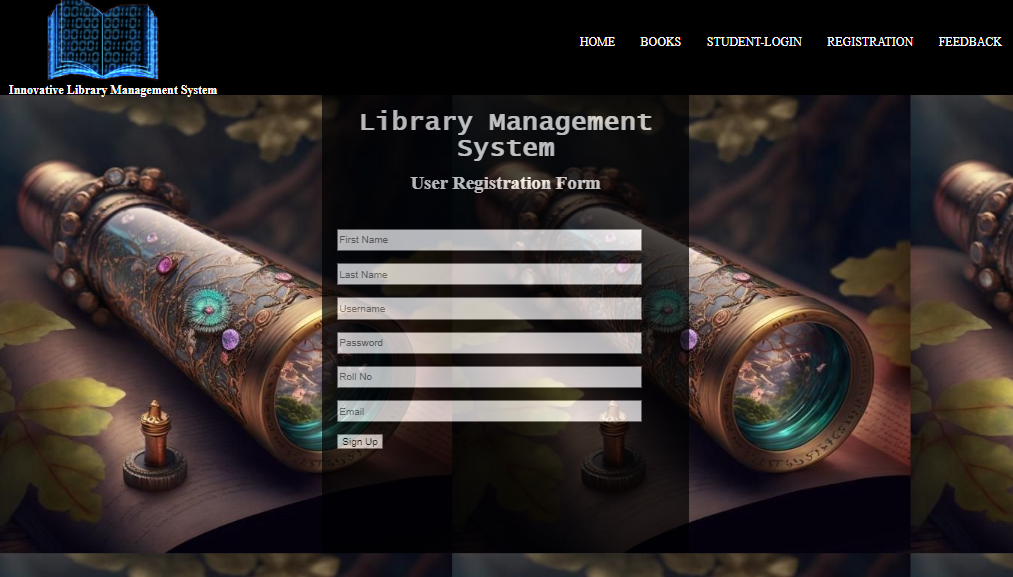 HOME BOOKS STUDENT-LOGIN REGISTRATION FEEDBACK
Innovative Library Management System
Library Management
System
User Registration Form
First Name
Last Name
Username
Password
Roll No
Email
Sign Up